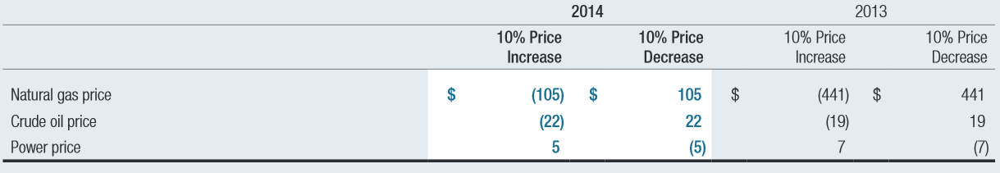 2014 2013
10% Price 10% Price 10% Price 10% Price
Increase Decrease Increase Decrease
Natural gas price $ (105) $ 105 $ (441) $ 441
Crude oil price (22) 22 (19) 19
Power price 5 (5) 7 (7)